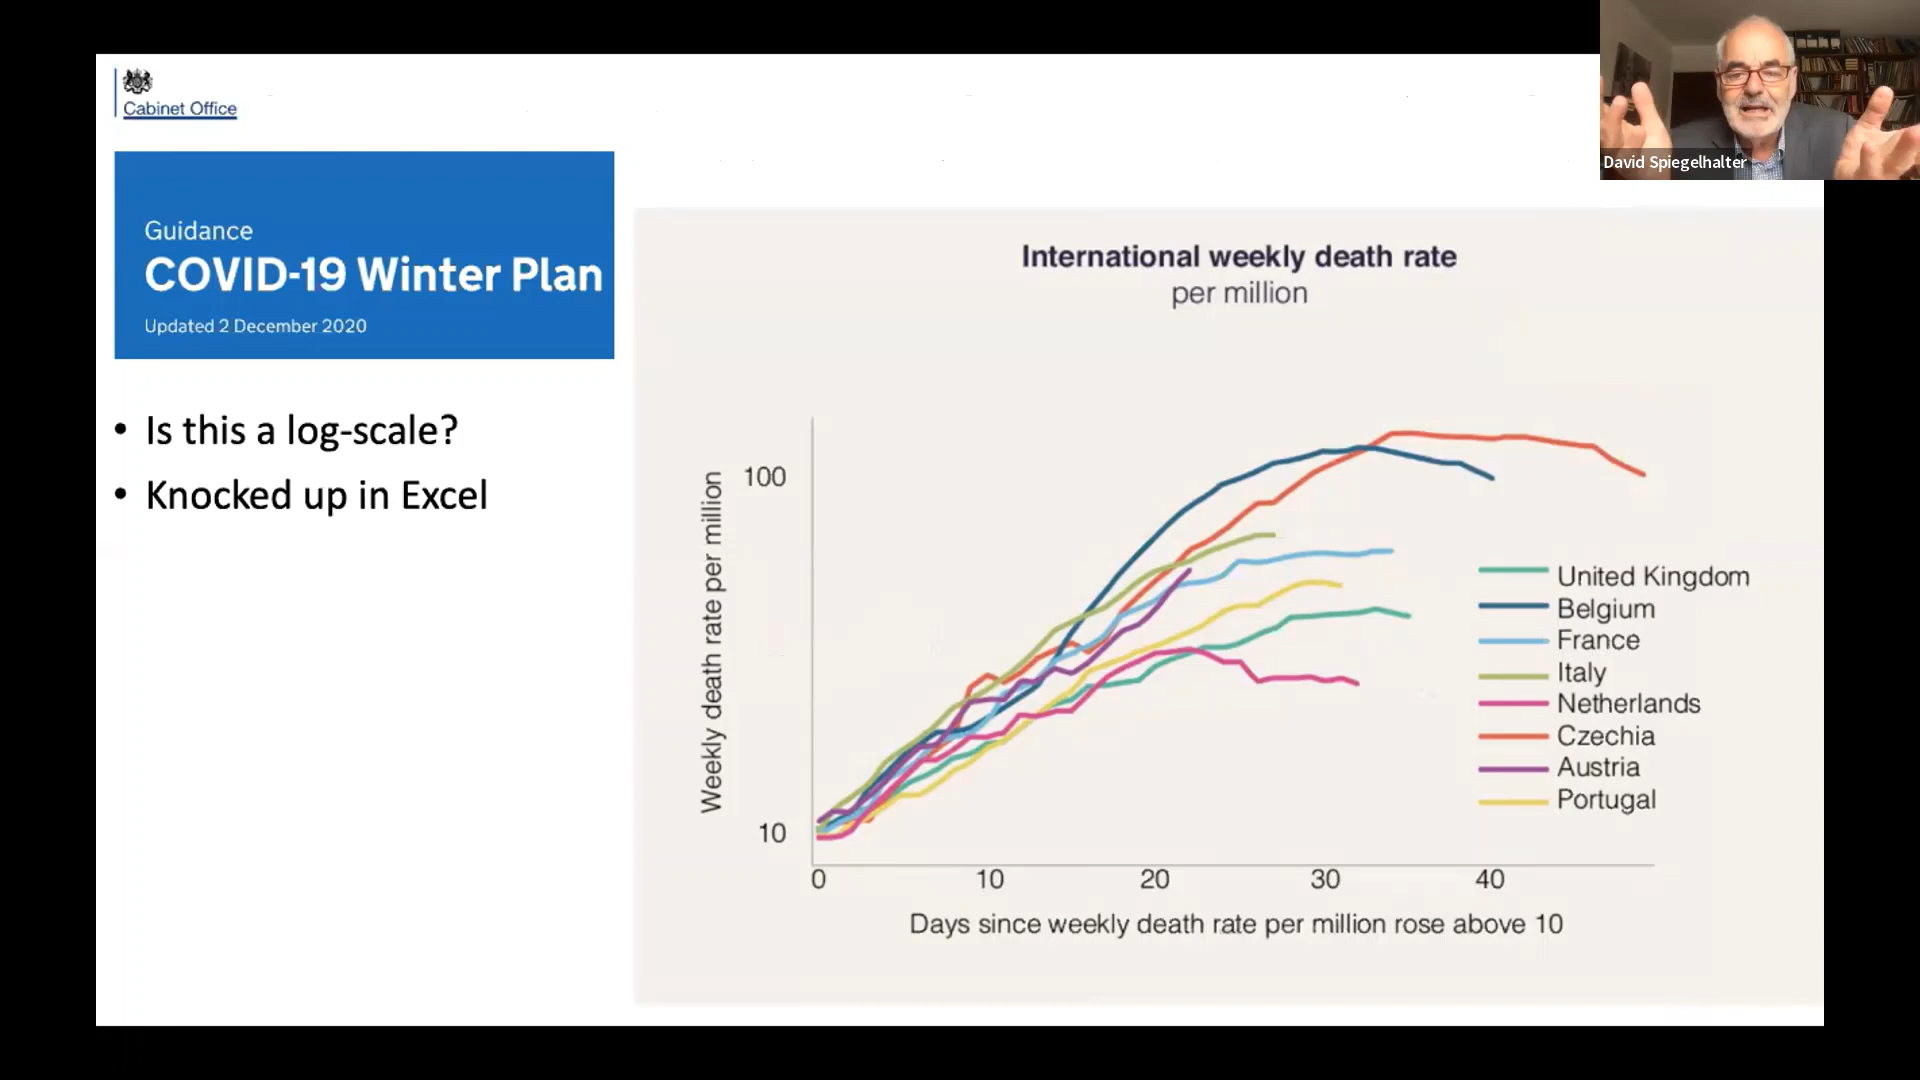 Cabinet Office
David Spiegelhalter
Guidance
COVID-19 Winter Plan
Updated 2 December 2020
• Is this a log-scale?
• Knocked up in Excel
International weekly death rate
per million
Weekly death rate per million
100
10
0 10 20 30 40
Days since weekly death rate per million rose above 10
United Kingdom
Belgium
France
Italy
Netherlands
Czechia
Austria
Portugal